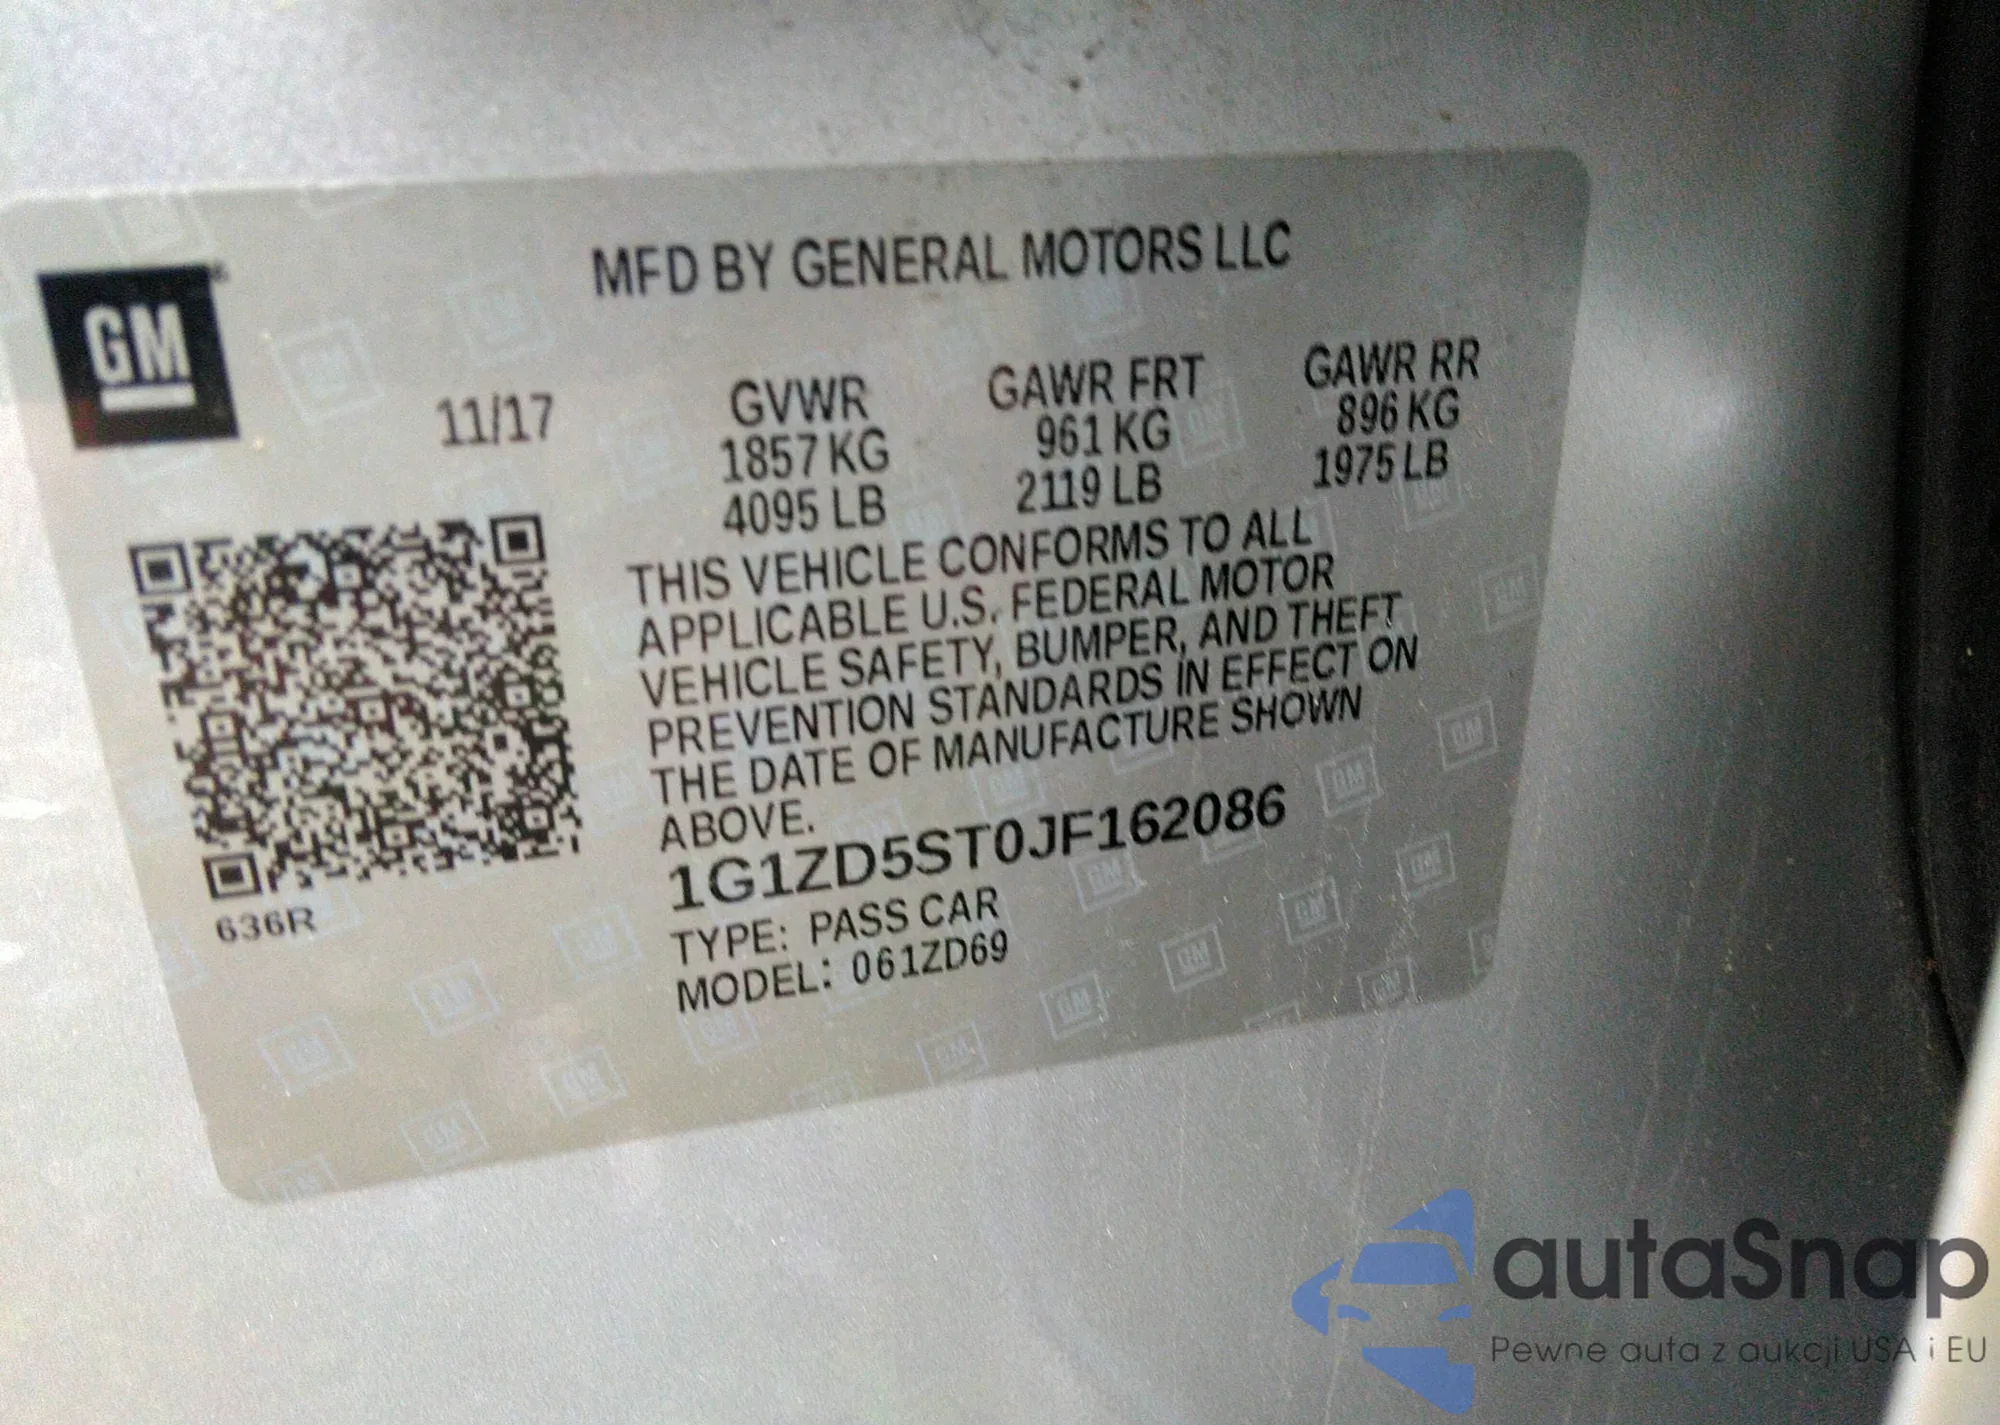 MFD BY GENERAL MOTORS LLC
GM
11/17
GVWR GAWR FRT GAWR RR
1857 KG 961 KG 896 KG
4095 LB 2119 LB 1975 LB
THIS VEHICLE CONFORMS TO ALL
APPLICABLE U.S. FEDERAL MOTOR
VEHICLE SAFETY, BUMPER, AND THEFT
PREVENTION STANDARDS IN EFFECT ON
THE DATE OF MANUFACTURE SHOWN
ABOVE.
1G1ZD5ST0JF162086
636R
TYPE: PASS CAR
MODEL: 061ZD69
autaSnap
Pewne auta z aukcji USA i EU